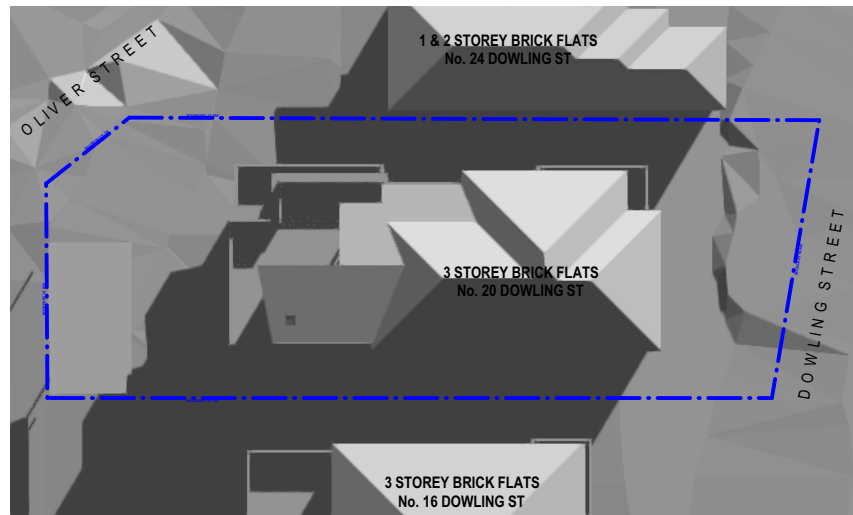 1 & 2 STOREY BRICK FLATS
No. 24 DOWLING ST
OLIVER STREET
3 STOREY BRICK FLATS
No. 20 DOWLING ST
DOWLING STREET
3 STOREY BRICK FLATS
No. 16 DOWLING ST